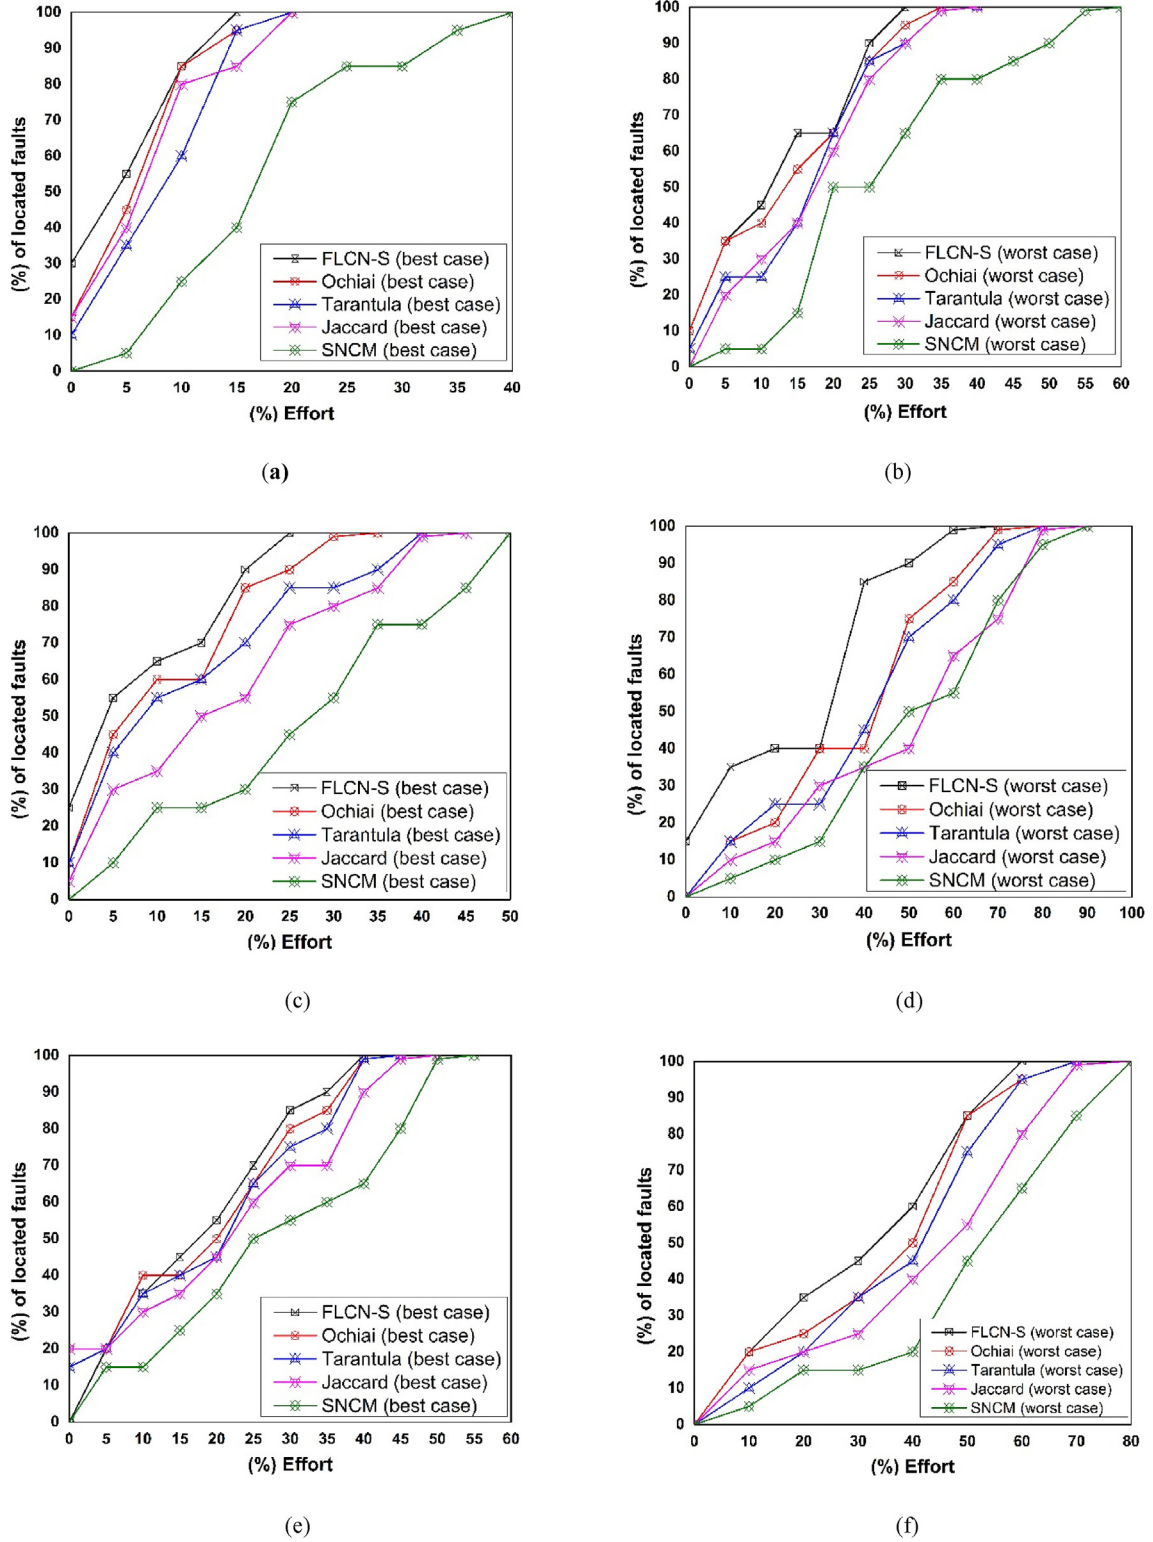 100
90
80
70
60
50
40
30
20
10
0
(%) of located faults
FLCN-S (best case)
Ochiai (best case)
Tarantula (best case)
Jaccard (best case)
SNCM (best case)
0 5 10 15 20 25 30 35 40
(%) Effort
(a)
100
90
80
70
60
50
40
30
20
10
0
(%) of located faults
FLCN-S (worst case)
Ochiai (worst case)
Tarantula (worst case)
Jaccard (worst case)
SNCM (worst case)
0 5 10 15 20 25 30 35 40 45 50 55 60
(%) Effort
(b)
100
90
80
70
60
50
40
30
20
10
0
(%) of located faults
FLCN-S (best case)
Ochiai (best case)
Tarantula (best case)
Jaccard (best case)
SNCM (best case)
0 5 10 15 20 25 30 35 40 45 50
(%) Effort
(c)
100
90
80
70
60
50
40
30
20
10
0
(%) of located faults
FLCN-S (worst case)
Ochiai (worst case)
Tarantula (worst case)
Jaccard (worst case)
SNCM (worst case)
0 10 20 30 40 50 60 70 80 90 100
(%) Effort
(d)
100
90
80
70
60
50
40
30
20
10
0
(%) of located faults
FLCN-S (best case)
Ochiai (best case)
Tarantula (best case)
Jaccard (best case)
SNCM (best case)
0 5 10 15 20 25 30 35 40 45 50 55 60
(%) Effort
(e)
100
90
80
70
60
50
40
30
20
10
0
(%) of located faults
FLCN-S (worst case)
Ochiai (worst case)
Tarantula (worst case)
Jaccard (worst case)
SNCM (worst case)
0 10 20 30 40 50 60 70 80
(%) Effort
(f)